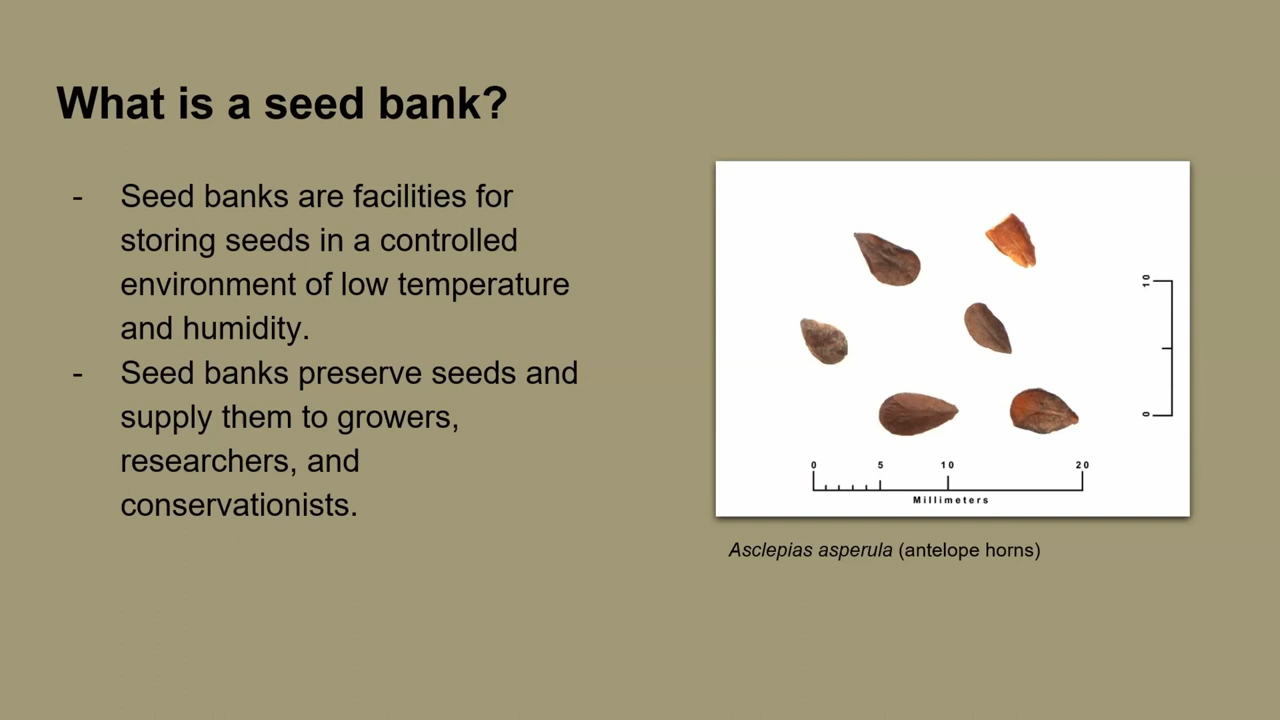 What is a seed bank?
- Seed banks are facilities for
storing seeds in a controlled
environment of low temperature
and humidity.
- Seed banks preserve seeds and
supply them to growers,
researchers, and
conservationists.
10
0
0 5 10 20
Millimeters
Asclepias asperula (antelope horns)